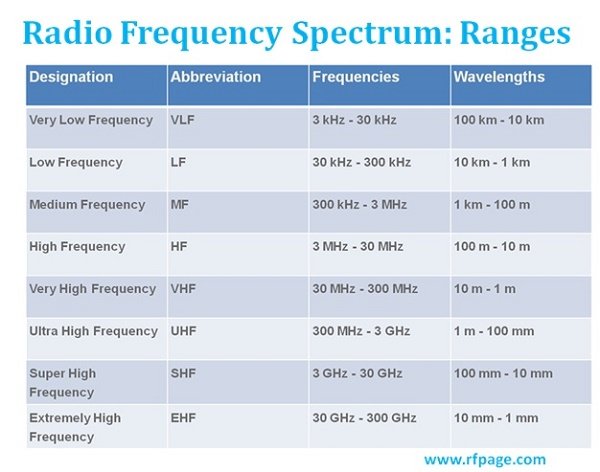 Radio Frequency Spectrum: Ranges
Designation Abbreviation Frequencies Wavelengths
Very Low Frequency VLF 3 kHz - 30 kHz 100 km - 10 km
Low Frequency LF 30 kHz - 300 kHz 10 km - 1 km
Medium Frequency MF 300 kHz - 3 MHz 1 km - 100 m
High Frequency HF 3 MHz - 30 MHz 100 m - 10 m
Very High Frequency VHF 30 MHz - 300 MHz 10 m - 1 m
Ultra High Frequency UHF 300 MHz - 3 GHz 1 m - 100 mm
Super High SHF 3 GHz - 30 GHz 100 mm - 10 mm
Frequency
Extremely High EHF 30 GHz - 300 GHz 10 mm - 1 mm
Frequency
www.rfpage.com